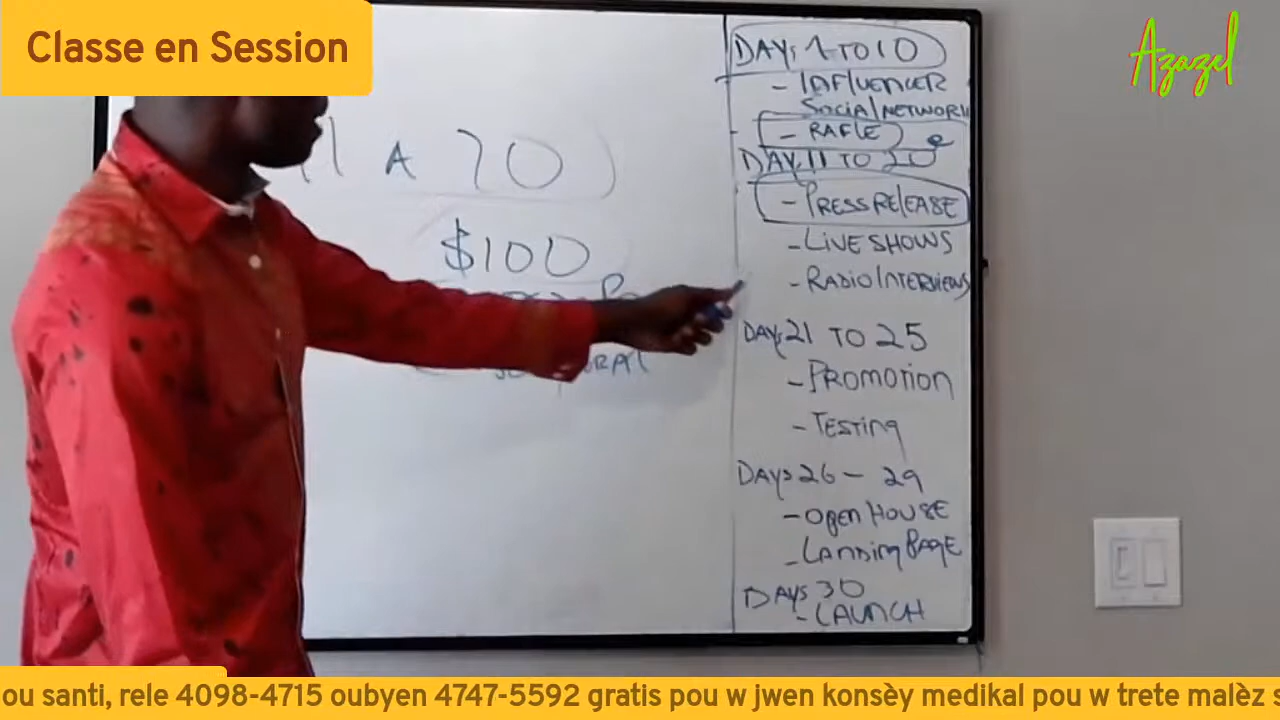 Classe en Session
Azazel
1 A 10
$100
DAYS 1 TO 10
- INFLUENCER
SOCIAL NETWORK
- RAFLE
DAY 11 TO 20
- PRESS RELEASE
- LIVE SHOWS
- RADIO INTERVIEWS
DAYS 21 TO 25
- PROMOTION
- TESTING
DAYS 26 - 29
- OPEN HOUSE
- LANDING PAGE
DAYS 30
- LAUNCH
ou santi, rele 4098-4715 oubyen 4747-5592 gratis pou w jwen konsèy medikal pou w trete malèz s